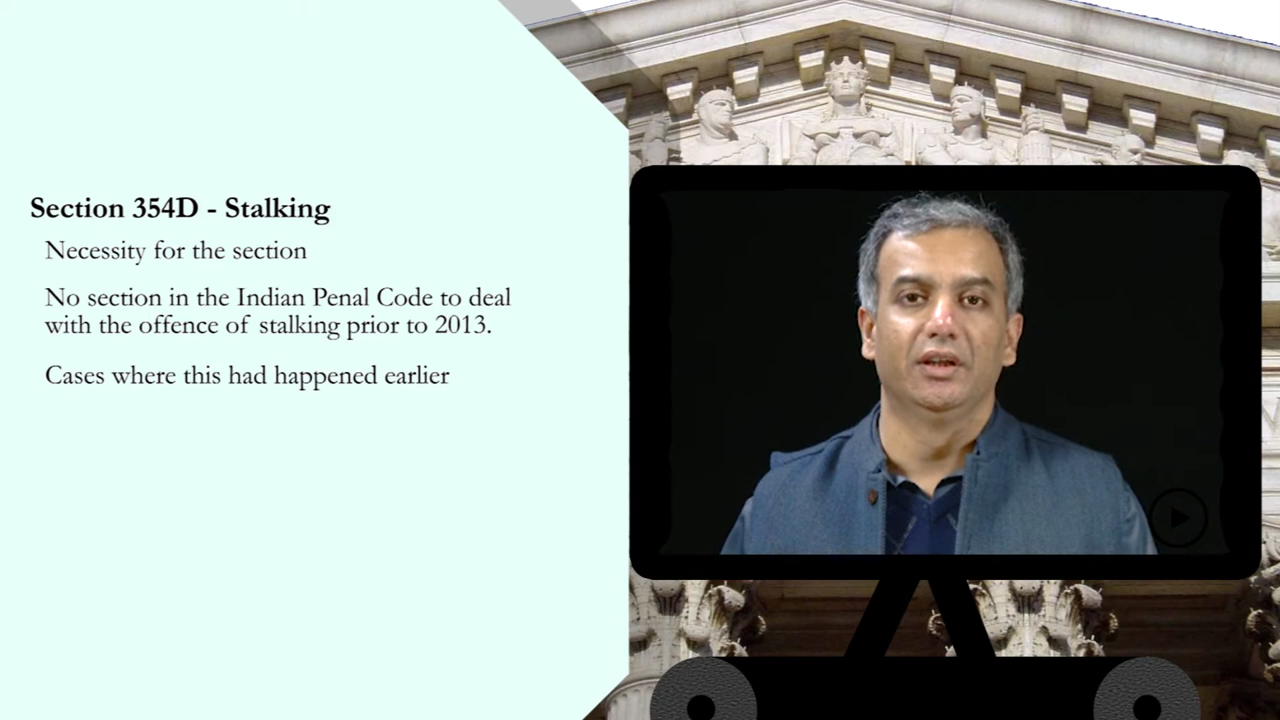 Section 354D - Stalking
Necessity for the section
No section in the Indian Penal Code to deal
with the offence of stalking prior to 2013.
Cases where this had happened earlier